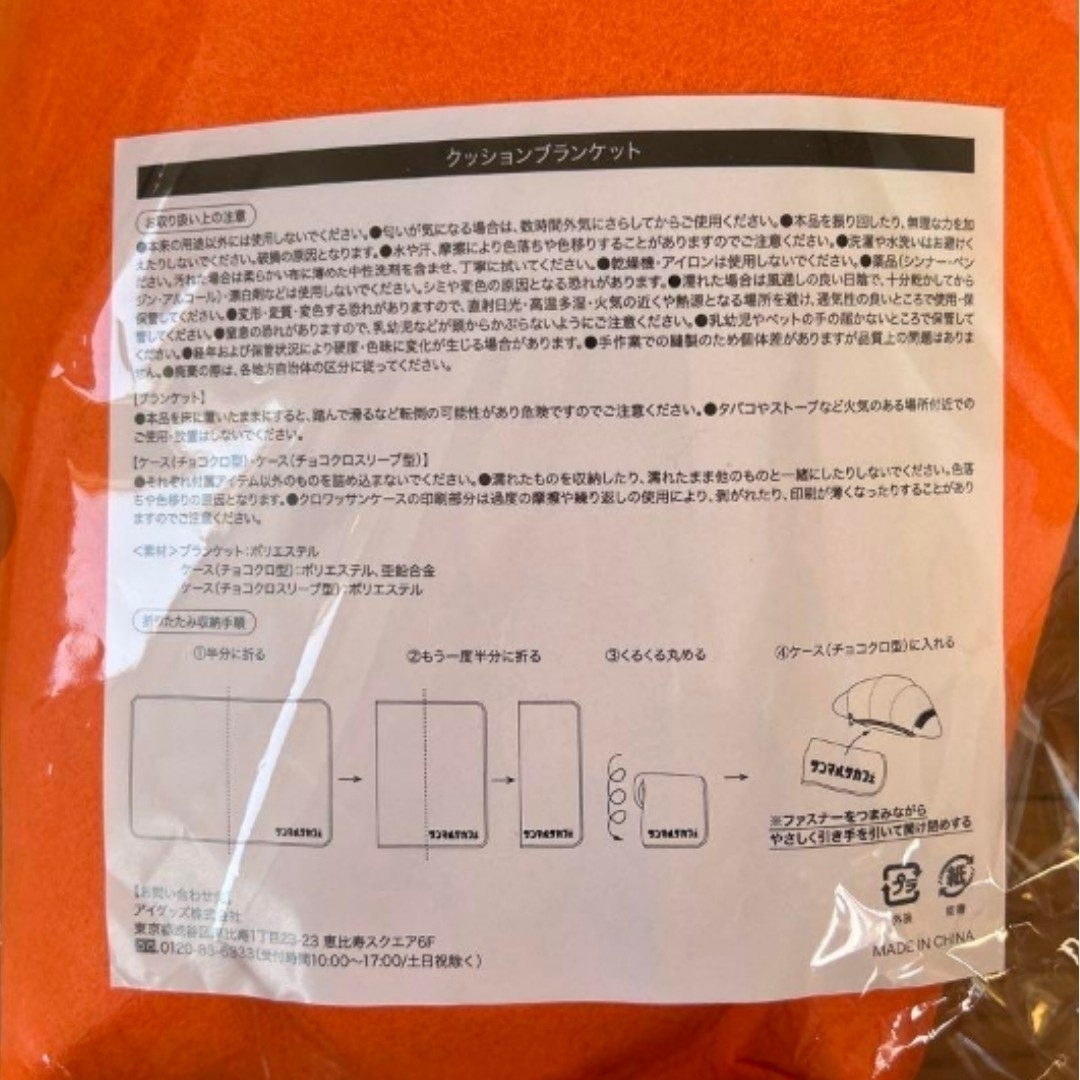 クッションブランケット
お取り扱い上の注意
●本来の用途以外には使用しないでください。●匂いが気になる場合は、数時間外気にさらしてからご使用ください。●本品を振り回したり、無理な力を加
えたりしないでください。破損の原因となります。●水や汗、摩擦により色落ちや色移りすることがありますのでご注意ください。●洗濯や水洗いはお避けく
ださい。汚れた場合は柔らかい布に薄めた中性洗剤を含ませ、丁寧に拭いてください。●乾燥機・アイロンは使用しないでください。●薬品(シンナー・ベン
ジン・アルコール)・漂白剤などは使用しないでください。シミや変色の原因となる恐れがあります。●濡れた場合は風通しの良い日陰で、十分乾かしてから
保管してください。●変形・変質・変色する恐れがありますので、直射日光・高温多湿・火気の近くや熱源となる場所を避け、通気性の良いところで使用・保
管してください。●窒息の恐れがありますので、乳幼児などが頭からかぶらないようにご注意ください。●乳幼児やペットの手の届かないところで保管して
ください。●経年および保管状況により硬度・色味に変化が生じる場合があります。●手作業での縫製のため個体差がありますが品質上の問題はありま
せん。●廃棄の際は、各地方自治体の区分に従ってください。
【ブランケット】
●本品を床に置いたままにすると、踏んで滑るなど転倒の可能性があり危険ですのでご注意ください。●タバコやストーブなど火気のある場所付近での
ご使用・放置はしないでください。
【ケース(チョコクロ型)・ケース(チョコクロスリーブ型)】
●それぞれ付属アイテム以外のものを詰め込まないでください。●濡れたものを収納したり、濡れたまま他のものと一緒にしたりしないでください。色落
ちや色移りの原因となります。●クロワッサンケースの印刷部分は過度の摩擦や繰り返しの使用により、剥がれたり、印刷が薄くなったりすることがあり
ますのでご注意ください。
<素材>ブランケット:ポリエステル
ケース(チョコクロ型):ポリエステル、亜鉛合金
ケース(チョコクロスリーブ型):ポリエステル
折りたたみ収納手順
①半分に折る
②もう一度半分に折る
③くるくる丸める
④ケース(チョコクロ型)に入れる
サンマルクカフェ
サンマルクカフェ
サンマルクカフェ
サンマルクカフェ
サンマルクカフェ
※ファスナーをつまみながら
やさしく引き手を引いて開け閉めする
プラ
外装
紙
【お問い合わせ先】
アイグッズ株式会社
東京都渋谷区恵比寿1丁目23-23 恵比寿スクエア6F
(受付時間10:00〜17:00/土日祝除く)
MADE IN CHINA